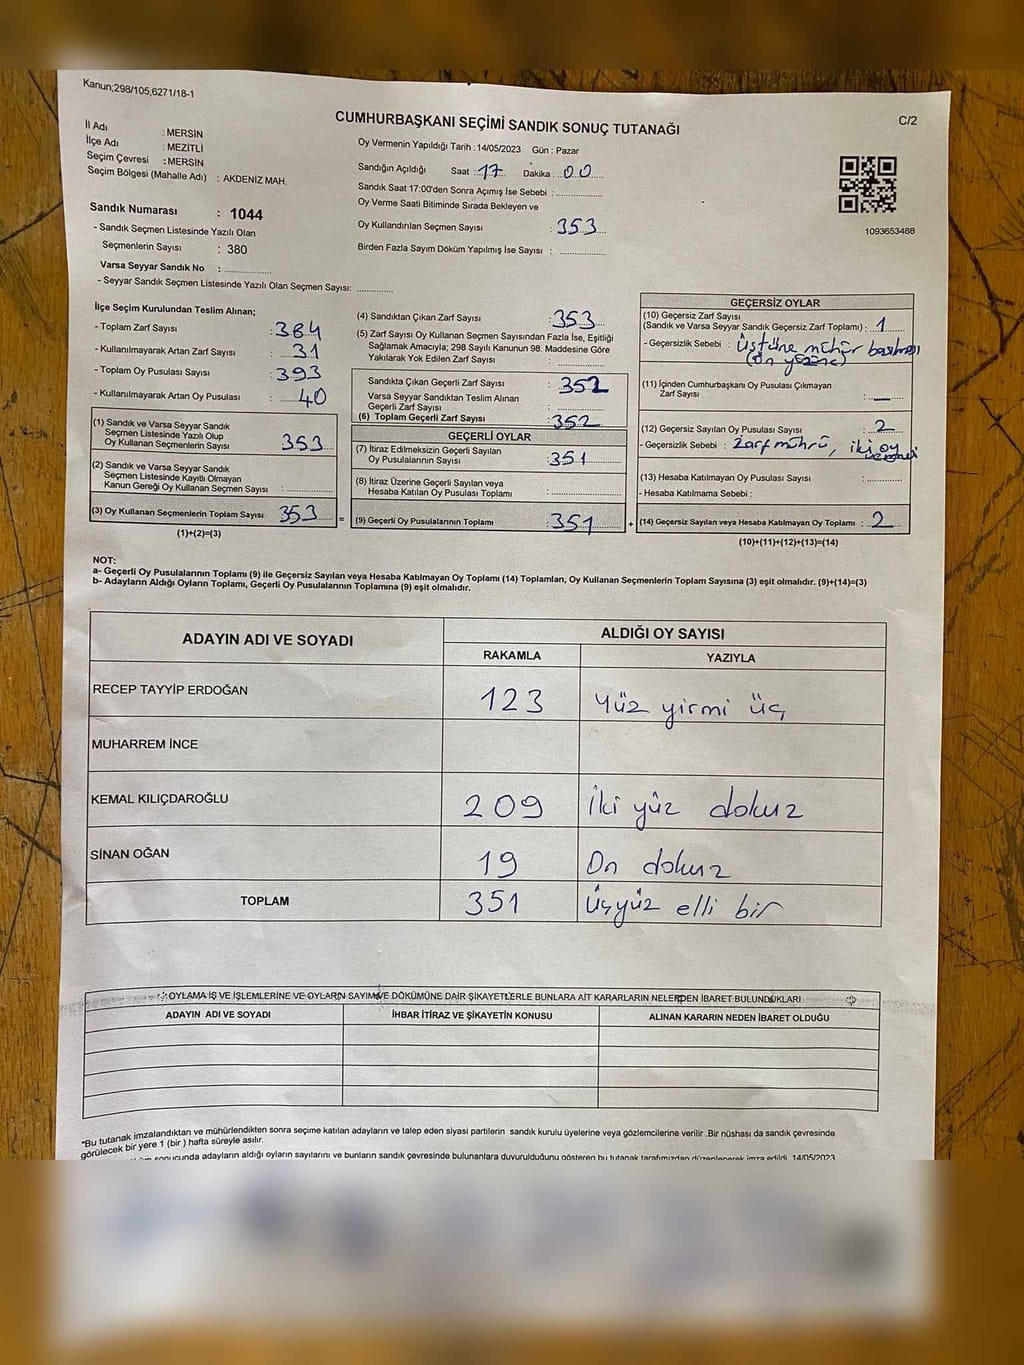 Kanun;298/105;6271/18-1
CUMHURBAŞKANI SEÇİMİ SANDIK SONUÇ TUTANAĞI
C/2
İl Adı : MERSİN
İlçe Adı : MEZİTLİ
Seçim Çevresi : MERSİN
Seçim Bölgesi (Mahalle Adı) : AKDENİZ MAH.
Sandık Numarası : 1044
- Sandık Seçmen Listesinde Yazılı Olan
Seçmenlerin Sayısı : 380
Varsa Seyyar Sandık No : ..............
- Seyyar Sandık Seçmen Listesinde Yazılı Olan Seçmen Sayısı: ............
Oy Vermenin Yapıldığı Tarih : 14/05/2023 Gün : Pazar
Sandığın Açıldığı Saat : 17 Dakika : 00
Sandık Saat 17:00'den Sonra Açımış İse Sebebi : ..............
Oy Verme Saati Bitiminde Sırada Bekleyen ve
Oy Kullandırılan Seçmen Sayısı : 353
Birden Fazla Sayım Döküm Yapılmış İse Sayısı : ..............
1093653488
İlçe Seçim Kurulundan Teslim Alınan;
- Toplam Zarf Sayısı : 384
- Kullanılmayarak Artan Zarf Sayısı : 31
- Toplam Oy Pusulası Sayısı : 393
- Kullanılmayarak Artan Oy Pusulası : 40
(1) Sandık ve Varsa Seyyar Sandık
Seçmen Listesinde Yazılı Olup
Oy Kullanan Seçmenlerin Sayısı : 353
(2) Sandık ve Varsa Seyyar Sandık
Seçmen Listesinde Kayıtlı Olmayan
Kanun Gereği Oy Kullanan Seçmen Sayısı : ..............
(3) Oy Kullanan Seçmenlerin Toplam Sayısı : 353 =
(1)+(2)=(3)
(4) Sandıktan Çıkan Zarf Sayısı : 353
(5) Zarf Sayısı Oy Kullanan Seçmen Sayısından Fazla İse, Eşitliği
Sağlamak Amacıyla; 298 Sayılı Kanunun 98. Maddesine Göre
Yakılarak Yok Edilen Zarf Sayısı : ..............
Sandıkta Çıkan Geçerli Zarf Sayısı : 352
Varsa Seyyar Sandıktan Teslim Alınan
Geçerli Zarf Sayısı : ..............
(6) Toplam Geçerli Zarf Sayısı : 352
GEÇERLİ OYLAR
(7) İtiraz Edilmeksizin Geçerli Sayılan
Oy Pusulalarının Sayısı : 351
(8) İtiraz Üzerine Geçerli Sayılan veya
Hesaba Katılan Oy Pusulası Toplamı : ..............
(9) Geçerli Oy Pusulalarının Toplamı : 351 +
GEÇERSİZ OYLAR
(10) Geçersiz Zarf Sayısı
(Sandık ve Varsa Seyyar Sandık Geçersiz Zarf Toplamı) : 1
- Geçersizlik Sebebi : Üstüne mühür basılması
(Ön yüzüne)
(11) İçinden Cumhurbaşkanı Oy Pusulası Çıkmayan
Zarf Sayısı : —
(12) Geçersiz Sayılan Oy Pusulası Sayısı : 2
- Geçersizlik Sebebi : Zarf mührü, iki oy
(13) Hesaba Katılmayan Oy Pusulası Sayısı : ............
- Hesaba Katılmama Sebebi :
(14) Geçersiz Sayılan veya Hesaba Katılmayan Oy Toplamı : 2
(10)+(11)+(12)+(13)=(14)
NOT:
a- Geçerli Oy Pusulalarının Toplamı (9) ile Geçersiz Sayılan veya Hesaba Katılmayan Oy Toplamı (14) Toplamları, Oy Kullanan Seçmenlerin Toplam Sayısına (3) eşit olmalıdır. (9)+(14)=(3)
b- Adayların Aldığı Oyların Toplamı, Geçerli Oy Pusulalarının Toplamına (9) eşit olmalıdır.
ADAYIN ADI VE SOYADI ALDIĞI OY SAYISI
RAKAMLA YAZIYLA
RECEP TAYYİP ERDOĞAN 123 Yüz yirmi üç
MUHARREM İNCE
KEMAL KILIÇDAROĞLU 209 İki yüz dokuz
SİNAN OĞAN 19 On dokuz
TOPLAM 351 Üçyüz elli bir
OYLAMA İŞ VE İŞLEMLERİNE VE OYLARIN SAYIM VE DÖKÜMÜNE DAİR ŞİKAYETLERLE BUNLARA AİT KARARLARIN NELERDEN İBARET BULUNDUKLARI
ADAYIN ADI VE SOYADI İHBAR İTİRAZ VE ŞİKAYETİN KONUSU ALINAN KARARIN NEDEN İBARET OLDUĞU
*Bu tutanak imzalandıktan ve mühürlendikten sonra seçime katılan adayların ve talep eden siyasi partilerin sandık kurulu üyelerine veya gözlemcilerine verilir .Bir nüshası da sandık çevresinde
görülecek bir yere 1 (bir ) hafta süreyle asılır.
sonucunda adayların aldığı oyların sayılarını ve bunların sandık çevresinde bulunanlara duyurulduğunu gösteren bu tutanak tarafımızdan düzenlenerek imza edildi. 14/05/2023